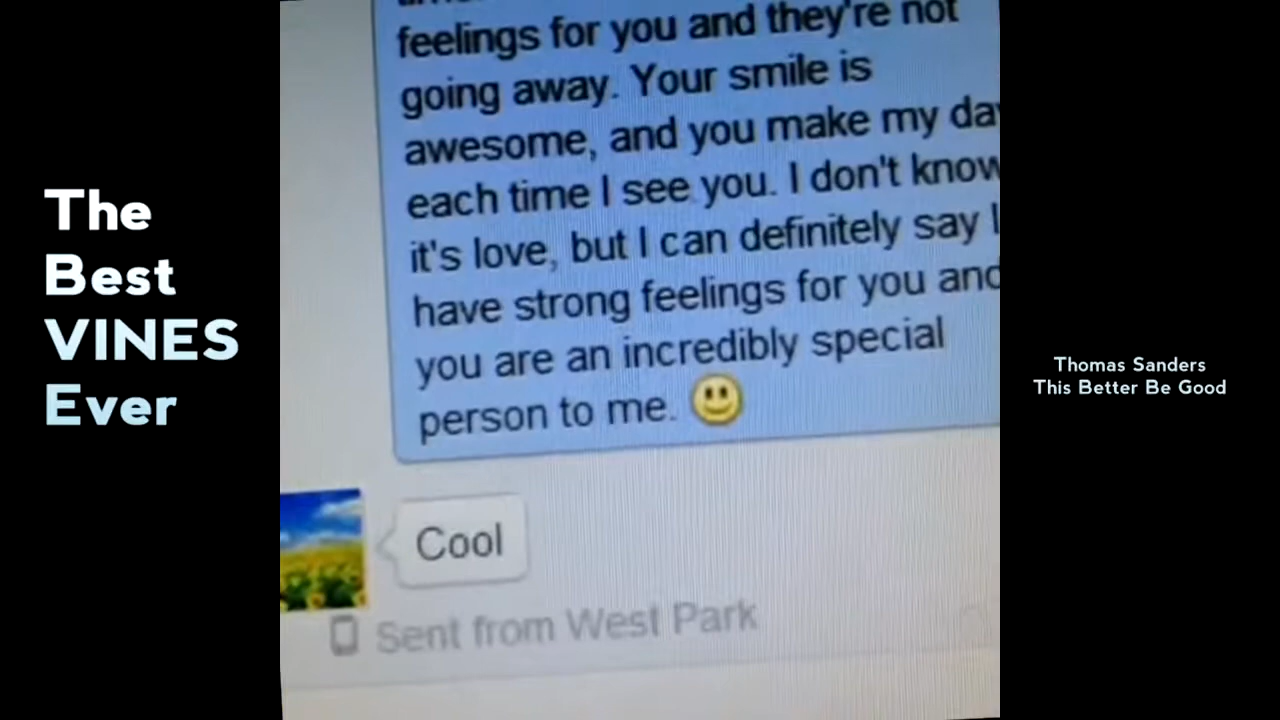 The
Best
VINES
Ever
feelings for you and they're not
going away. Your smile is
awesome, and you make my
each time I see you. I don't know
it's love, but I can definitely say I
have strong feelings for you and
you are an incredibly special
person to me.
Cool
Sent from West Park
Thomas Sanders
This Better Be Good